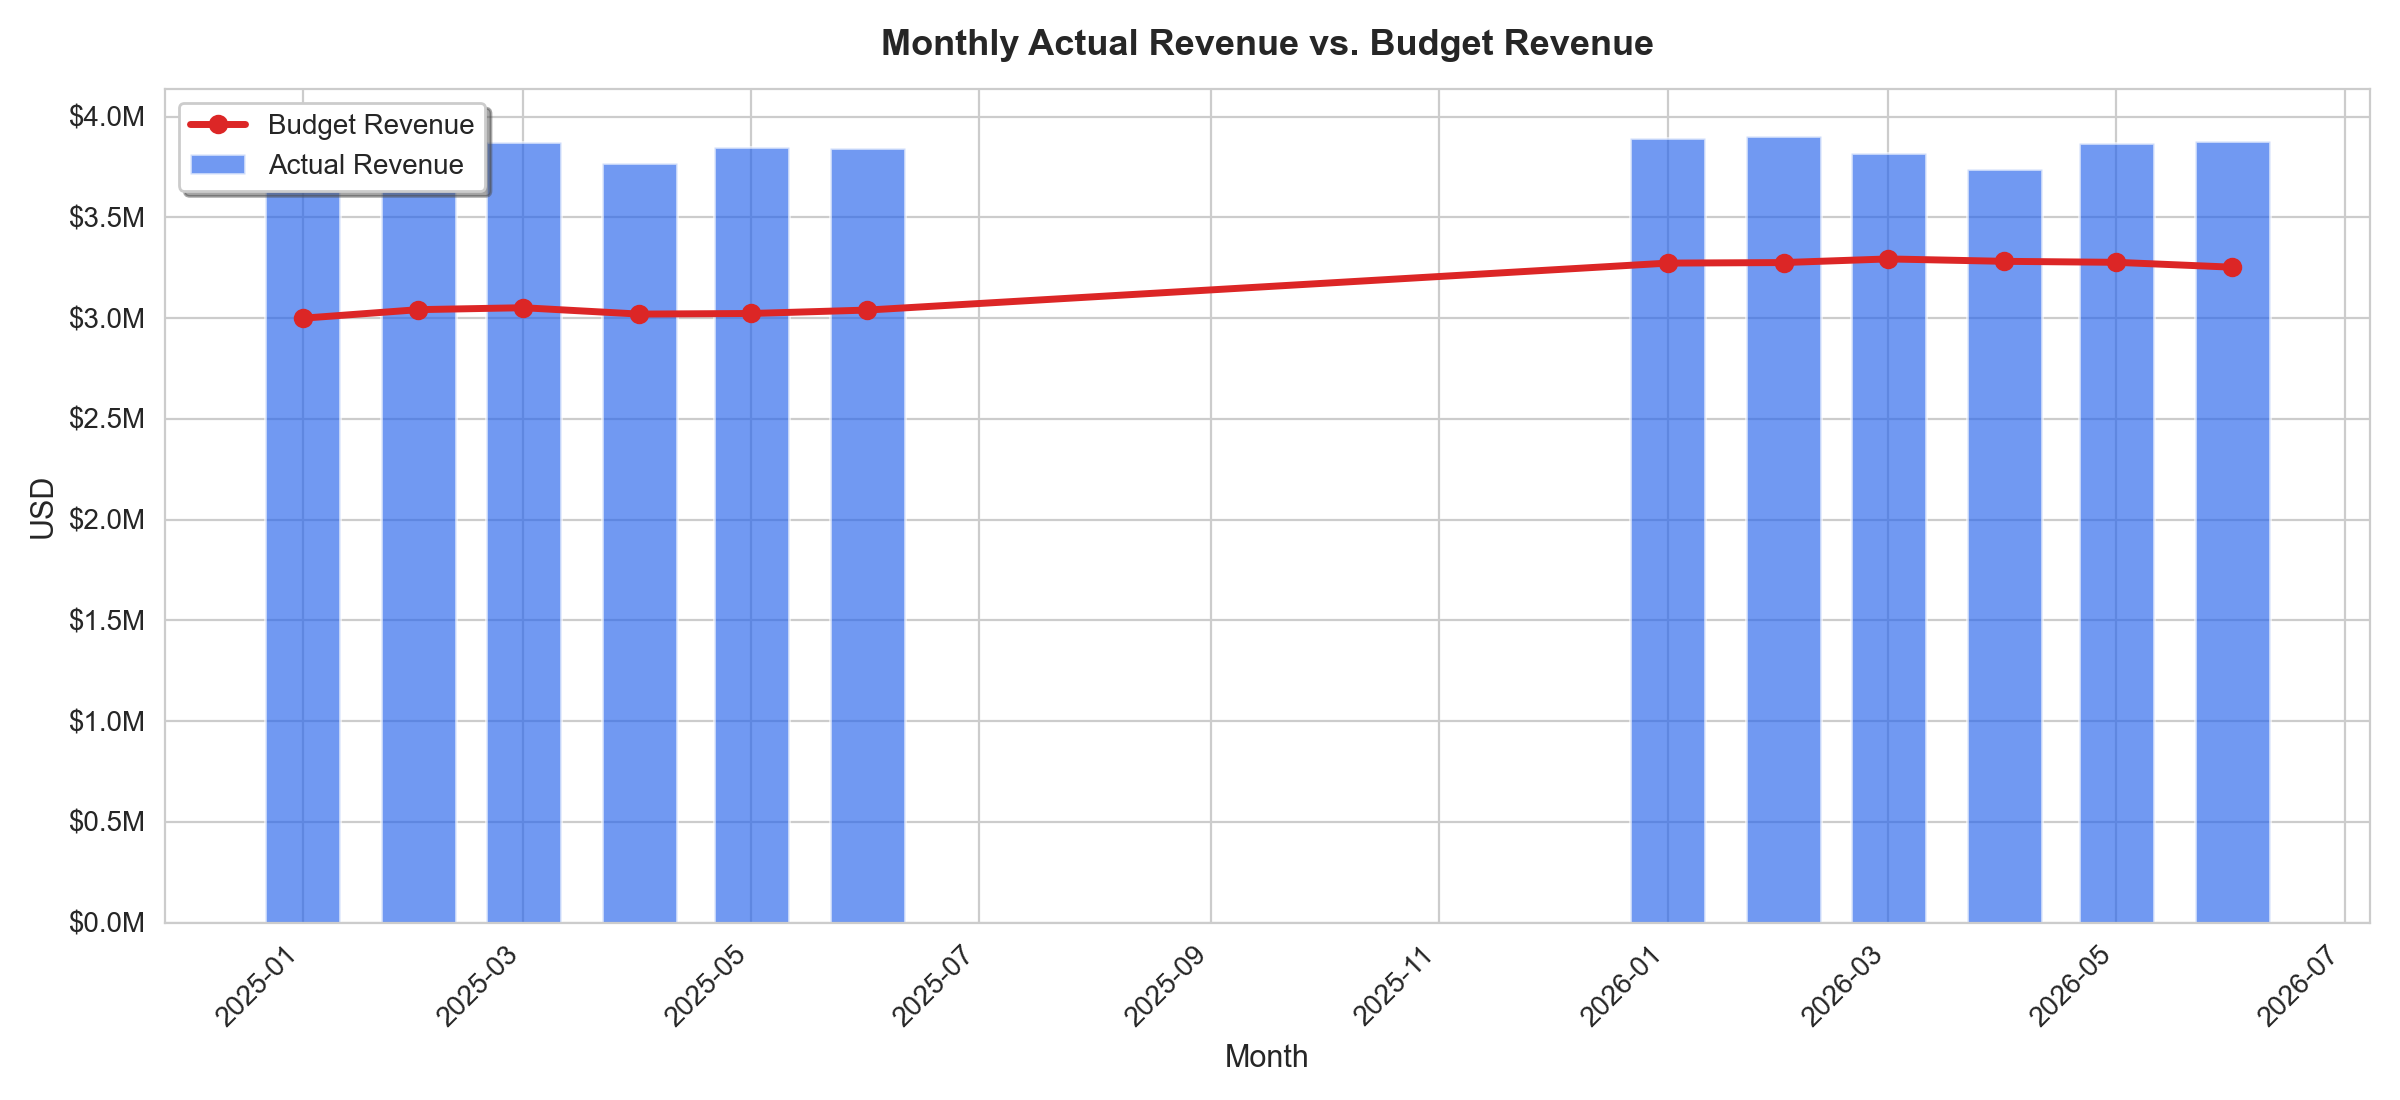 Monthly Actual Revenue vs. Budget Revenue
Budget Revenue
Actual Revenue
$4.0M
$3.5M
$3.0M
$2.5M
$2.0M
$1.5M
$1.0M
$0.5M
$0.0M
USD
2025-01
2025-03
2025-05
2025-07
2025-09
2025-11
2026-01
2026-03
2026-05
2026-07
Month